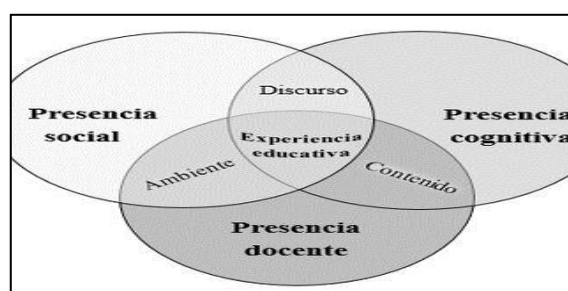 Discurso
Presencia
social
Presencia
cognitiva
Experiencia
educativa
Ambiente
Contenido
Presencia
docente